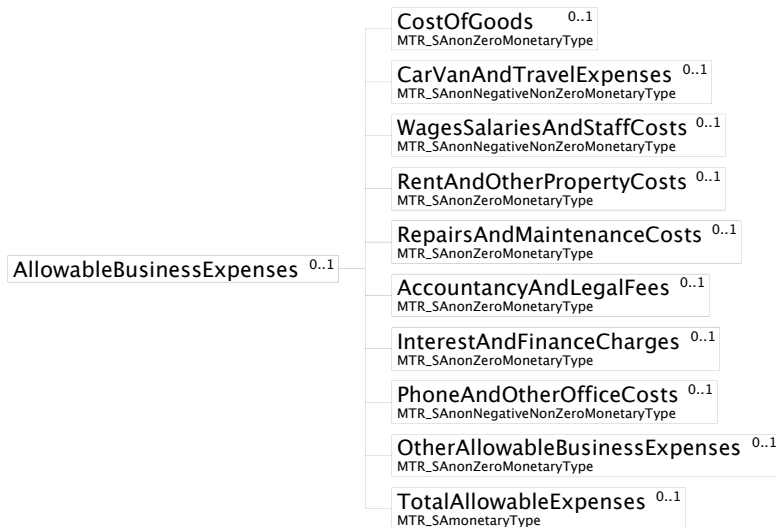 CostOfGoods 0..1
MTR_SAnonZeroMonetaryType
CarVanAndTravelExpenses 0..1
MTR_SAnonNegativeNonZeroMonetaryType
WagesSalariesAndStaffCosts 0..1
MTR_SAnonNegativeNonZeroMonetaryType
RentAndOtherPropertyCosts 0..1
MTR_SAnonZeroMonetaryType
RepairsAndMaintenanceCosts 0..1
MTR_SAnonZeroMonetaryType
AllowableBusinessExpenses 0..1
AccountancyAndLegalFees 0..1
MTR_SAnonZeroMonetaryType
InterestAndFinanceCharges 0..1
MTR_SAnonZeroMonetaryType
PhoneAndOtherOfficeCosts 0..1
MTR_SAnonNegativeNonZeroMonetaryType
OtherAllowableBusinessExpenses 0..1
MTR_SAnonZeroMonetaryType
TotalAllowableExpenses 0..1
MTR_SAmonetaryType